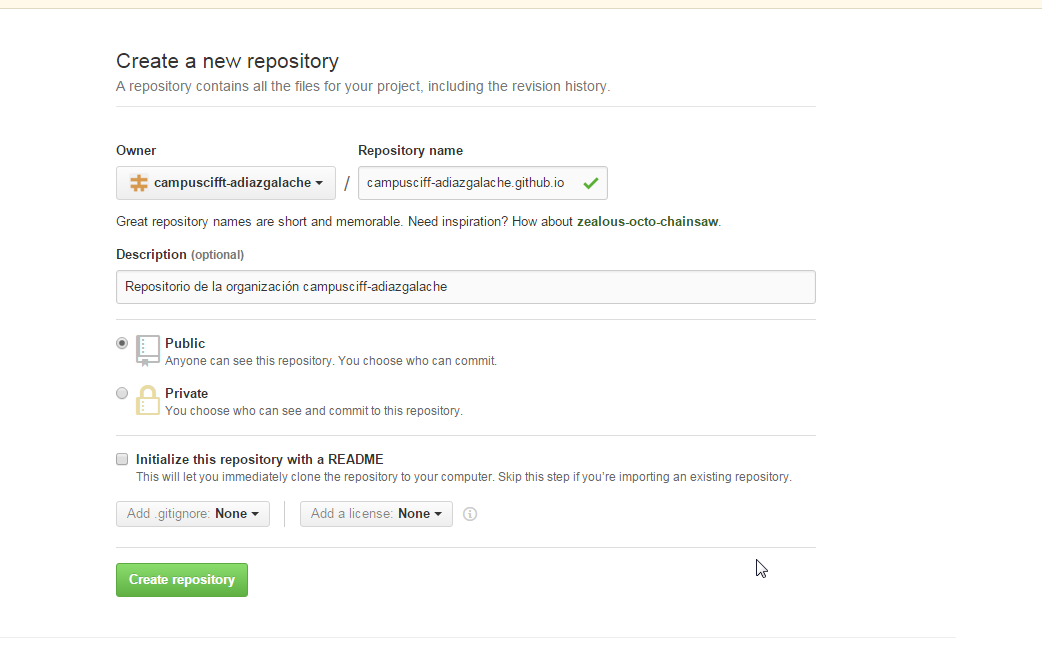 Create a new repository
A repository contains all the files for your project, including the revision history.
Owner Repository name
campuscifft-adiazgalache / campusciff-adiazgalache.github.io
Great repository names are short and memorable. Need inspiration? How about zealous-octo-chainsaw.
Description (optional)
Repositorio de la organización campusciff-adiazgalache
Public
Anyone can see this repository. You choose who can commit.
Private
You choose who can see and commit to this repository.
Initialize this repository with a README
This will let you immediately clone the repository to your computer. Skip this step if you're importing an existing repository.
Add .gitignore: None Add a license: None
Create repository